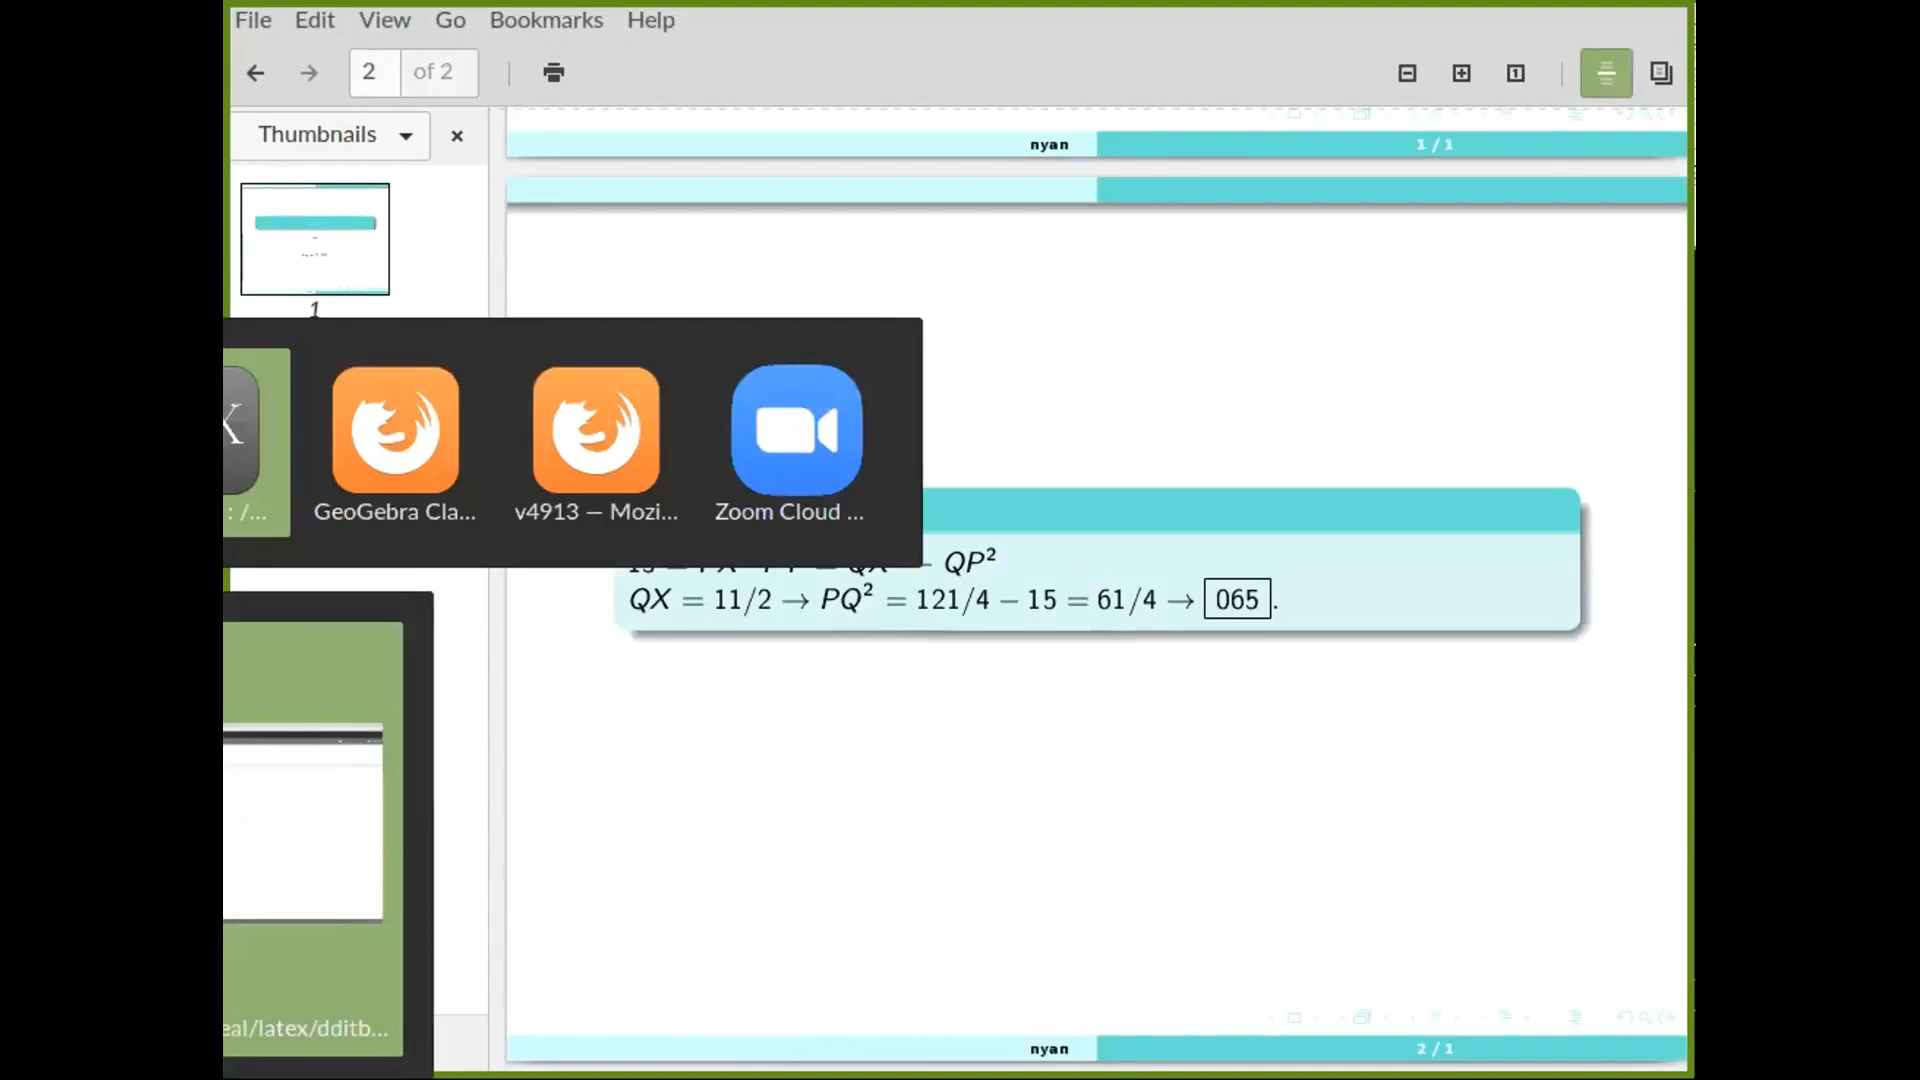 File Edit View Go Bookmarks Help
2 of 2
Thumbnails
nyan 1 / 1
1
X
: /...
GeoGebra Cla...
v4913 — Mozi...
Zoom Cloud ...
– QP²
QX = 11/2 → PQ² = 121/4 − 15 = 61/4 → 065.
eal/latex/dditb...
nyan 2 / 1